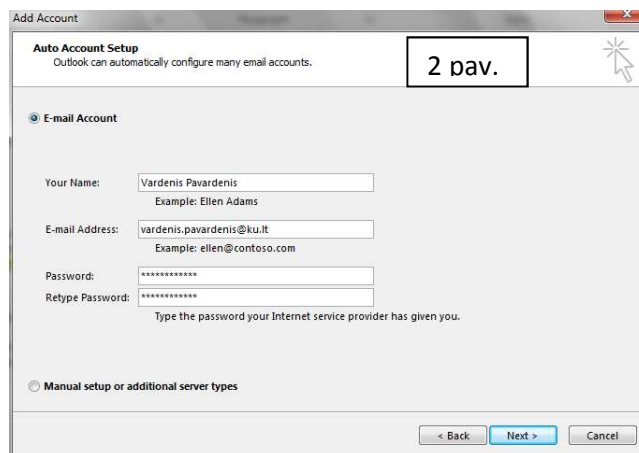 Add Account
Auto Account Setup
Outlook can automatically configure many email accounts.
2 pav.
E-mail Account
Your Name: Vardenis Pavardenis
Example: Ellen Adams
E-mail Address: vardenis.pavardenis@ku.lt
Example: ellen@contoso.com
Password: ************
Retype Password: ************
Type the password your Internet service provider has given you.
Manual setup or additional server types
< Back Next > Cancel